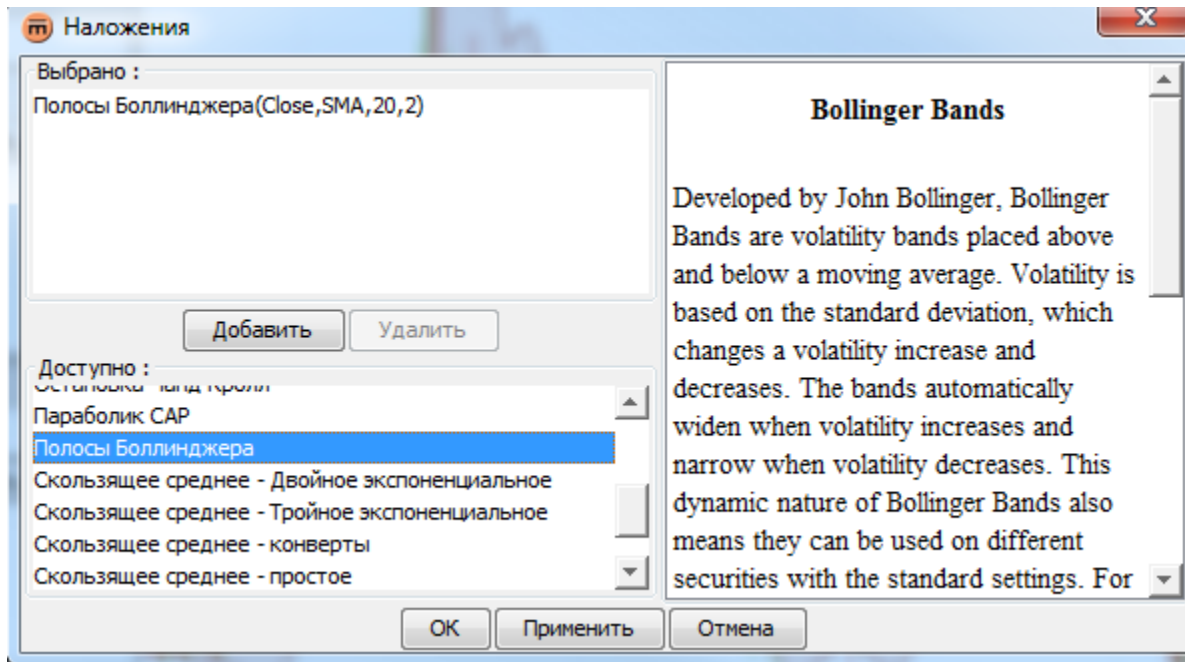 Наложения
Выбрано :
Полосы Боллинджера(Close,SMA,20,2)
Добавить
Удалить
Доступно :
Остановка Чанд Кролл
Параболик САР
Полосы Боллинджера
Скользящее среднее - Двойное экспоненциальное
Скользящее среднее - Тройное экспоненциальное
Скользящее среднее - конверты
Скользящее среднее - простое
Bollinger Bands
Developed by John Bollinger, Bollinger
Bands are volatility bands placed above
and below a moving average. Volatility is
based on the standard deviation, which
changes a volatility increase and
decreases. The bands automatically
widen when volatility increases and
narrow when volatility decreases. This
dynamic nature of Bollinger Bands also
means they can be used on different
securities with the standard settings. For
OK
Применить
Отмена